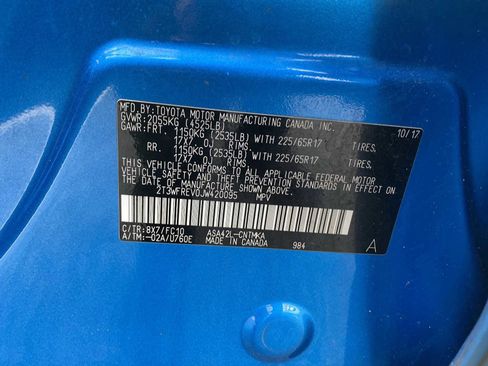 MFD.BY:TOYOTA MOTOR MANUFACTURING CANADA INC. 10/17
GVWR:2055KG (4525LB)
GAWR:FRT. 1150KG (2535LB) WITH 225/65R17 TIRES,
17X7. 0J RIMS.
RR. 1150KG (2535LB) WITH 225/65R17 TIRES,
17X7. 0J RIMS.
THIS VEHICLE CONFORMS TO ALL APPLICABLE FEDERAL MOTOR
VEHICLE SAFETY AND THEFT PREVENTION STANDARDS IN EFFECT
ON THE DATE OF MANUFACTURE SHOWN ABOVE.
2T3WFREV0JW420095 MPV
C/TR:8X7/FC10 ASA42L-CNTMKA
A/TM:-02A/U760E MADE IN CANADA 984 A